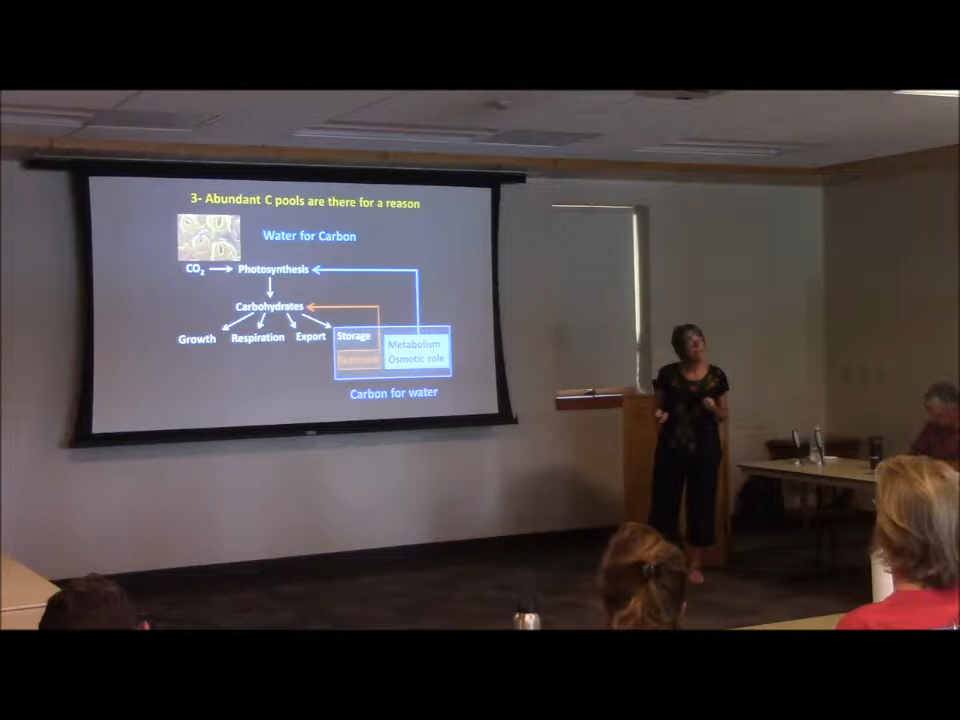 3- Abundant C pools are there for a reason
Water for Carbon
CO₂ Photosynthesis
Carbohydrates
Growth Respiration Export Storage
Metabolism
Osmotic role
Carbon for water